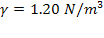 γ = 1.20 N/m³